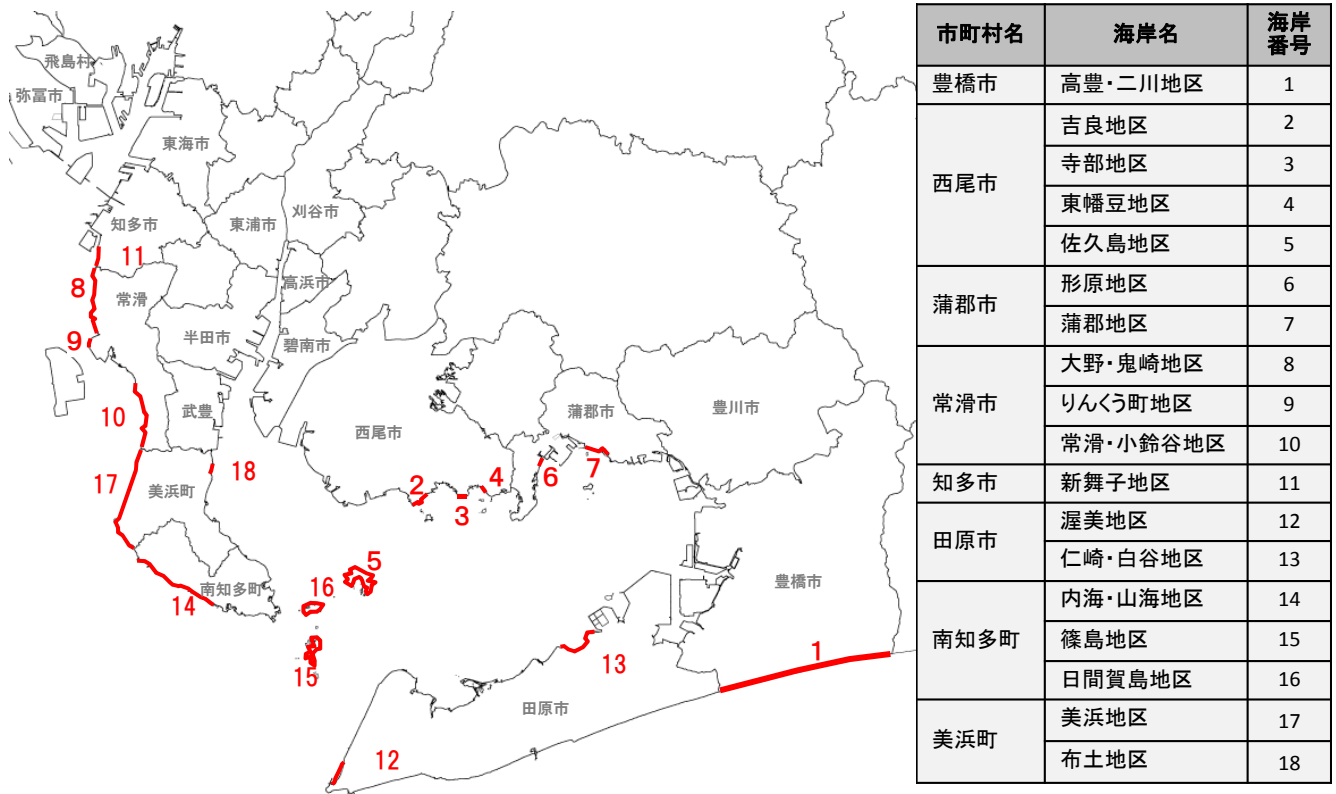 飛島村
弥冨市
東海市
知多市
東浦市
刈谷市
11
8
常滑
高浜市
9
半田市
碧南市
10
武豊
西尾市
蒲郡市
豊川市
18
17
美浜町
2
4
3
6
7
5
16
南知多町
14
15
豊橋市
1
13
田原市
12
市町村名 海岸名 海岸番号
豊橋市 高豊・二川地区 1
西尾市 吉良地区 2
寺部地区 3
東幡豆地区 4
佐久島地区 5
蒲郡市 形原地区 6
蒲郡地区 7
常滑市 大野・鬼崎地区 8
りんくう町地区 9
常滑・小鈴谷地区 10
知多市 新舞子地区 11
田原市 渥美地区 12
仁崎・白谷地区 13
南知多町 内海・山海地区 14
篠島地区 15
日間賀島地区 16
美浜町 美浜地区 17
布土地区 18